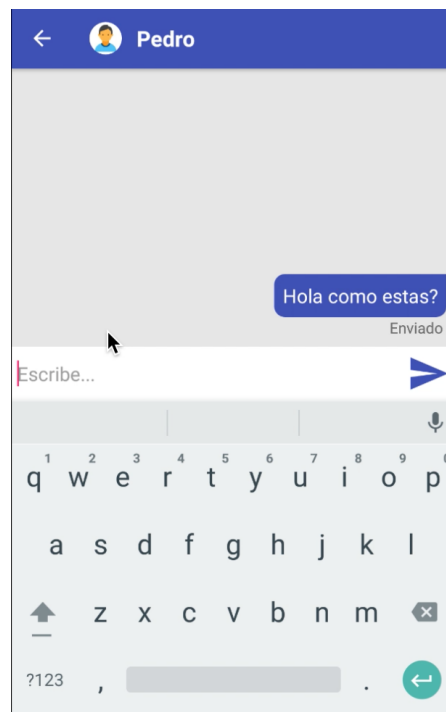 Pedro
Hola como estas?
Enviado
Escribe...
1 2 3 4 5 6 7 8 9
q w e r t y u i o p
a s d f g h j k l
z x c v b n m
?123 , .